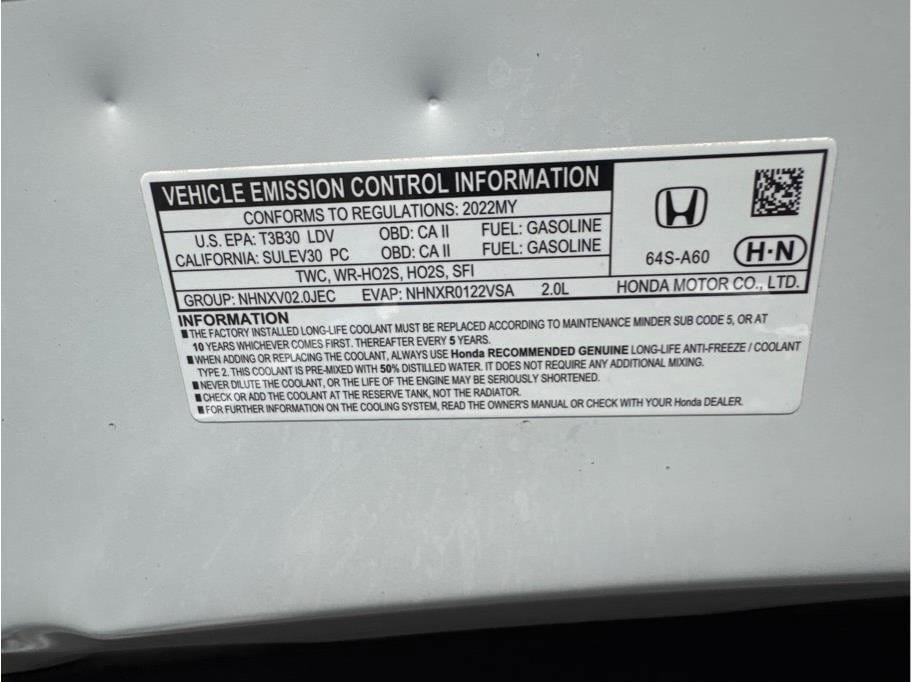 VEHICLE EMISSION CONTROL INFORMATION
CONFORMS TO REGULATIONS: 2022MY
U.S. EPA: T3B30 LDV OBD: CA II FUEL: GASOLINE
CALIFORNIA: SULEV30 PC OBD: CA II FUEL: GASOLINE
TWC, WR-HO2S, HO2S, SFI
GROUP: NHNXV02.0JEC EVAP: NHNXR0122VSA 2.0L
64S-A60
H·N
HONDA MOTOR CO., LTD.
INFORMATION
■THE FACTORY INSTALLED LONG-LIFE COOLANT MUST BE REPLACED ACCORDING TO MAINTENANCE MINDER SUB CODE 5, OR AT
10 YEARS WHICHEVER COMES FIRST. THEREAFTER EVERY 5 YEARS.
■WHEN ADDING OR REPLACING THE COOLANT, ALWAYS USE Honda RECOMMENDED GENUINE LONG-LIFE ANTI-FREEZE / COOLANT
TYPE 2. THIS COOLANT IS PRE-MIXED WITH 50% DISTILLED WATER. IT DOES NOT REQUIRE ANY ADDITIONAL MIXING.
■NEVER DILUTE THE COOLANT, OR THE LIFE OF THE ENGINE MAY BE SERIOUSLY SHORTENED.
■CHECK OR ADD THE COOLANT AT THE RESERVE TANK, NOT THE RADIATOR.
■FOR FURTHER INFORMATION ON THE COOLING SYSTEM, READ THE OWNER'S MANUAL OR CHECK WITH YOUR Honda DEALER.